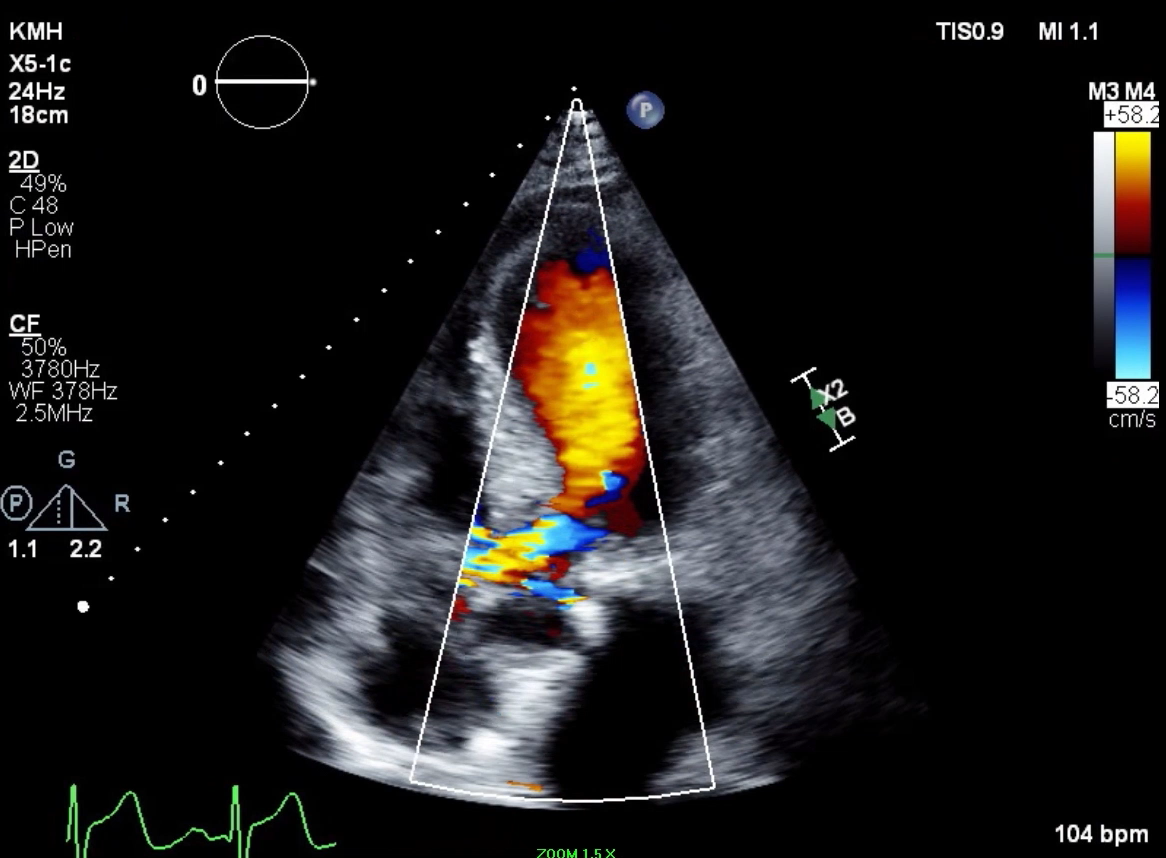 KMH
X5-1c
24Hz
18cm
2D
49%
C 48
P Low
HPen
CF
50%
3780Hz
WF 378Hz
2.5MHz
G
P R
1.1 2.2
0
P
TIS0.9 MI 1.1
M3 M4
+58.2
-58.2
cm/s
X2
B
104 bpm
ZOOM 1.5 X